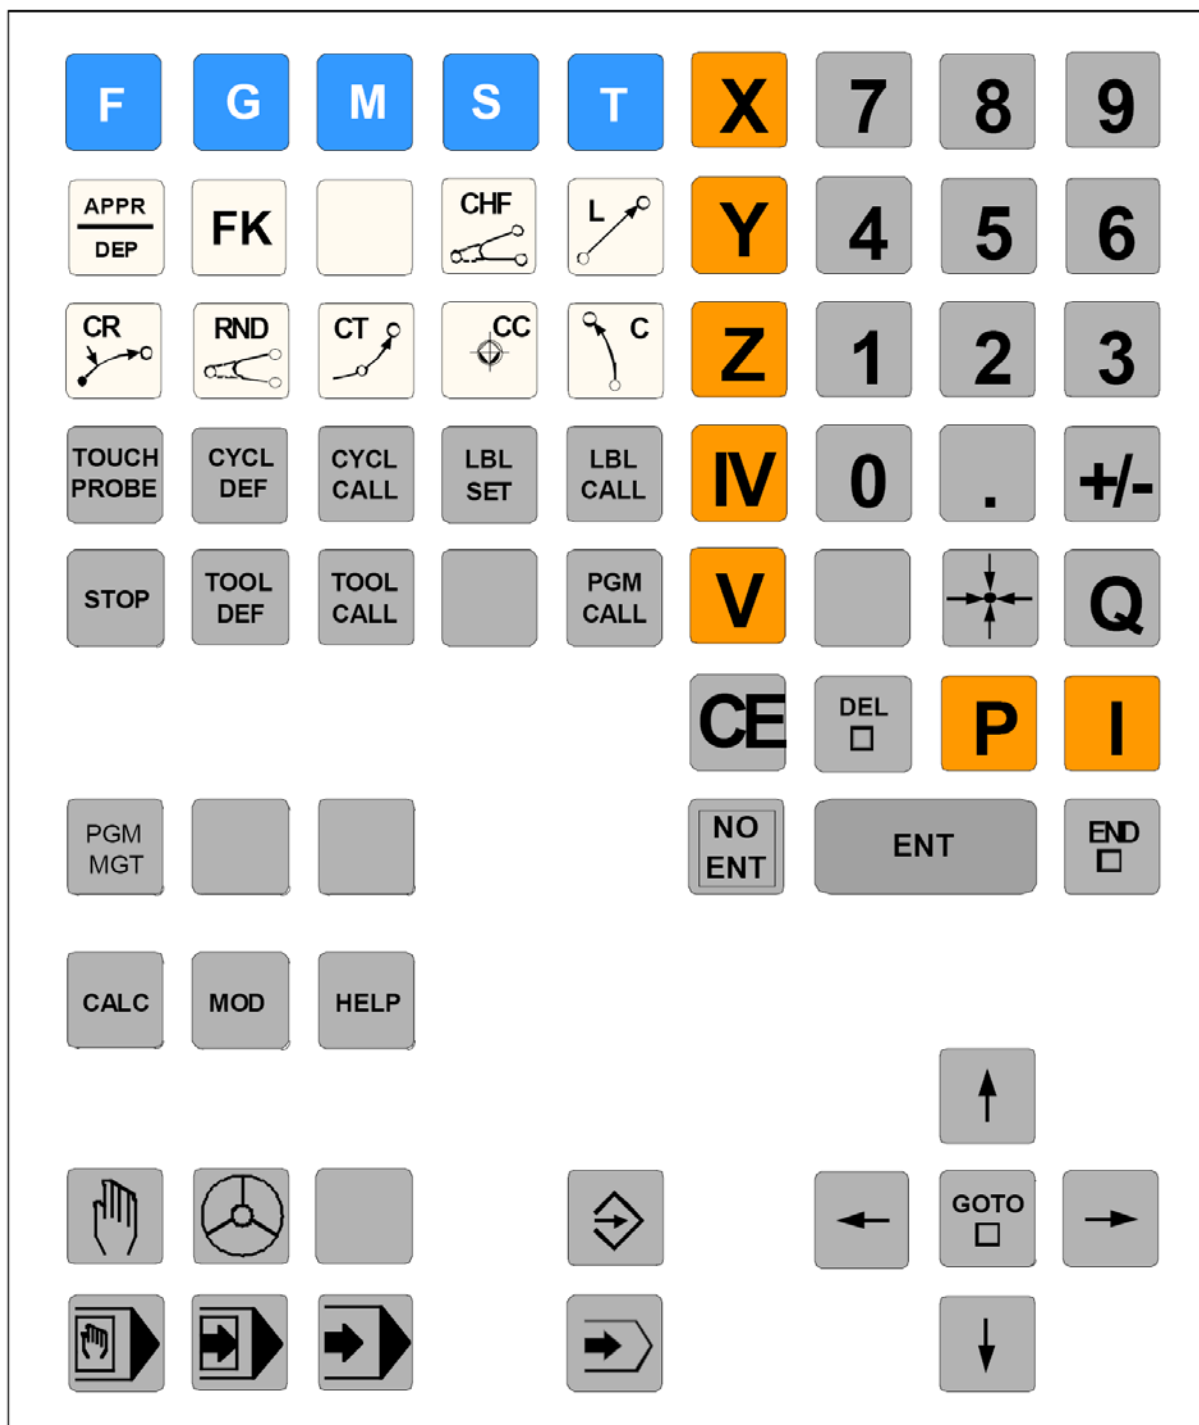 F G M S T X 7 8 9
APPR
DEP
FK
CHF
L
Y 4 5 6
CR
RND
CT
CC
C
Z 1 2 3
TOUCH
PROBE
CYCL
DEF
CYCL
CALL
LBL
SET
LBL
CALL
IV 0 . +/-
STOP
TOOL
DEF
TOOL
CALL
PGM
CALL
V
Q
CE
DEL
P I
PGM
MGT
NO
ENT
ENT
END
CALC MOD HELP
GOTO